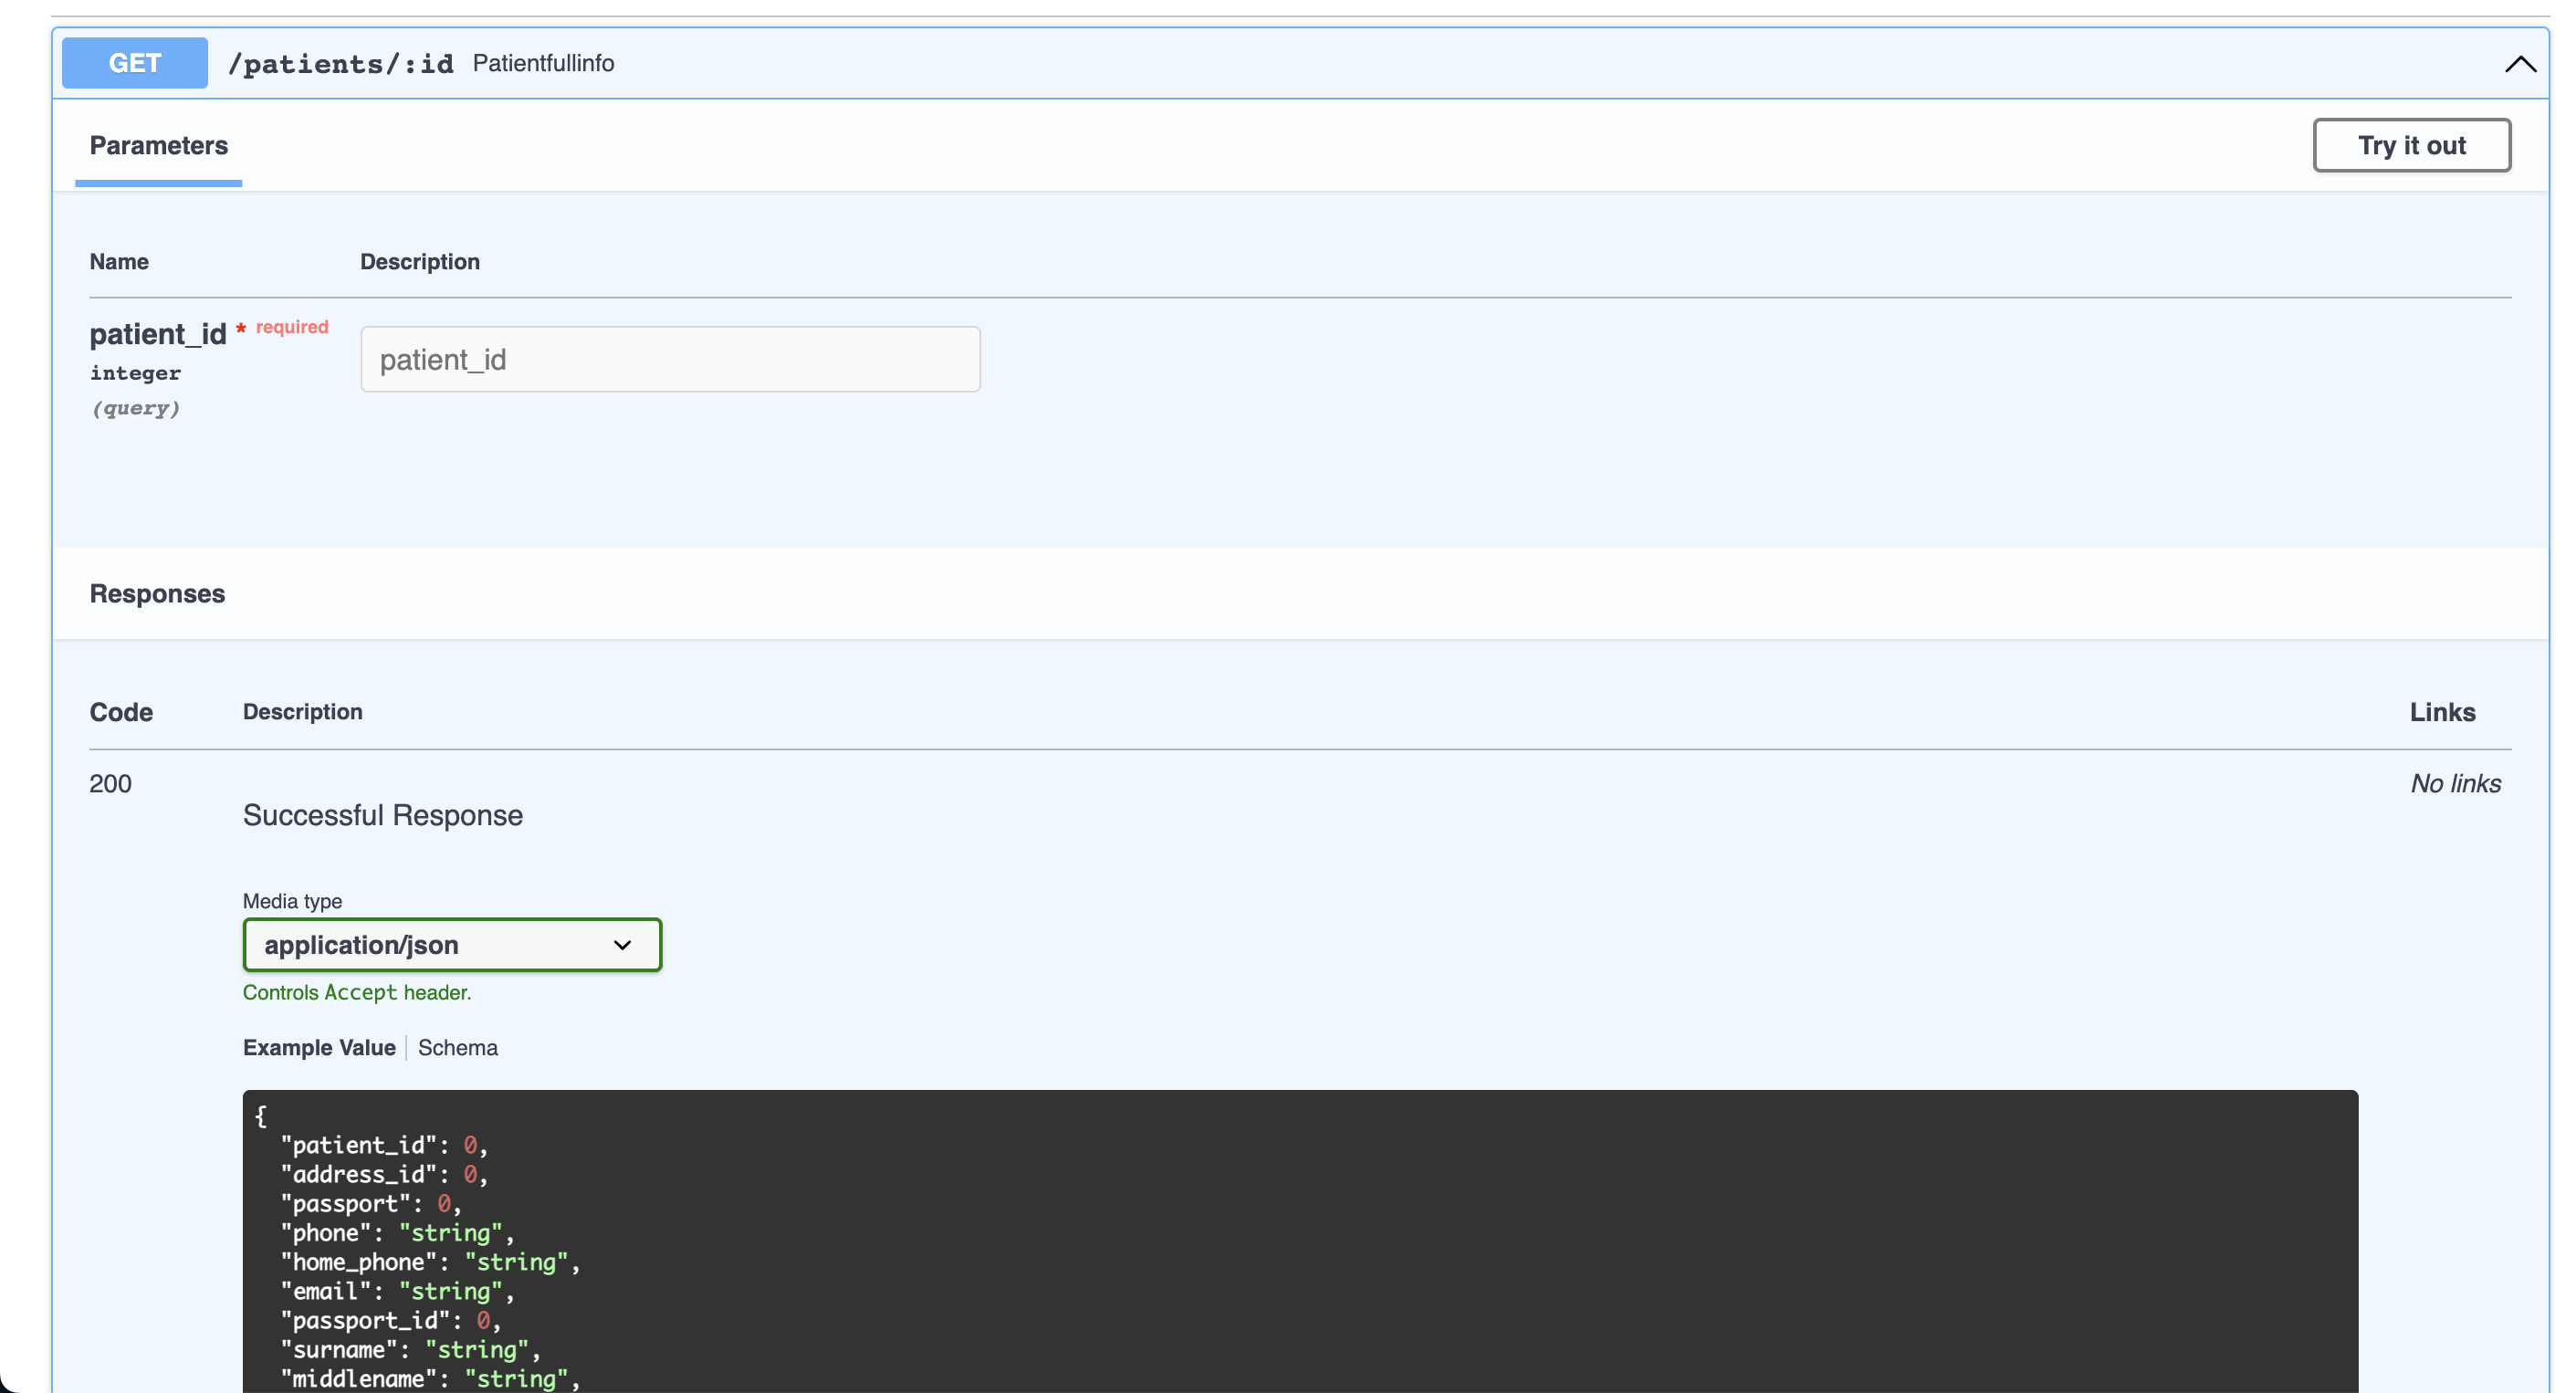 GET /patients/:id Patientfullinfo
Parameters
Try it out
Name Description
patient_id * required
integer
(query)
patient_id
Responses
Code Description Links
200
Successful Response
No links
Media type
application/json
Controls Accept header.
Example Value Schema
{
  "patient_id": 0,
  "address_id": 0,
  "passport": 0,
  "phone": "string",
  "home_phone": "string",
  "email": "string",
  "passport_id": 0,
  "surname": "string",
  "middlename": "string",